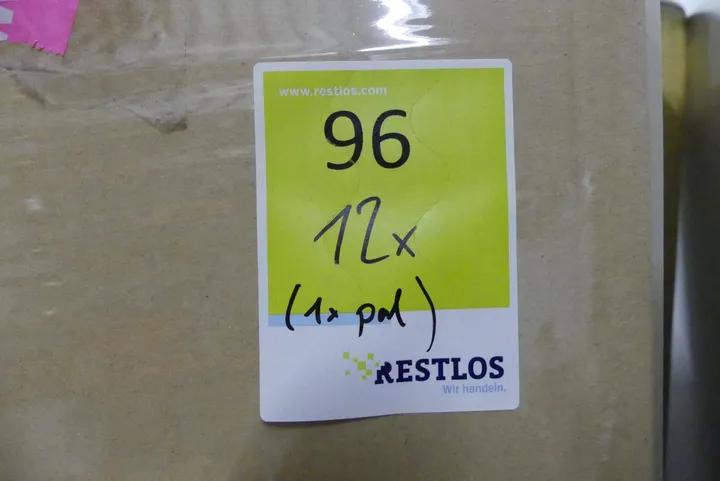 www.restlos.com
96
12x
(1x pal)
RESTLOS
Wir handeln.